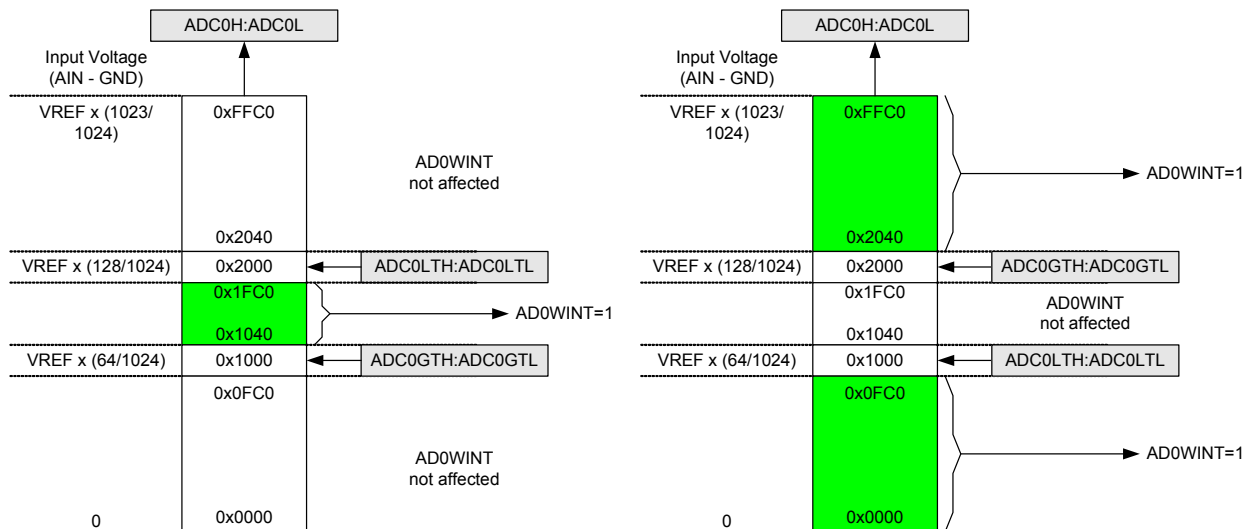 ADC0H:ADC0L
Input Voltage
(AIN - GND)
VREF x (1023/
1024)
0xFFC0
AD0WINT
not affected
0x2040
VREF x (128/1024)
0x2000
ADC0LTH:ADC0LTL
0x1FC0
AD0WINT=1
0x1040
VREF x (64/1024)
0x1000
ADC0GTH:ADC0GTL
0x0FC0
AD0WINT
not affected
0
0x0000
ADC0H:ADC0L
Input Voltage
(AIN - GND)
VREF x (1023/
1024)
0xFFC0
AD0WINT=1
0x2040
VREF x (128/1024)
0x2000
ADC0GTH:ADC0GTL
0x1FC0
AD0WINT
not affected
0x1040
VREF x (64/1024)
0x1000
ADC0LTH:ADC0LTL
0x0FC0
AD0WINT=1
0
0x0000